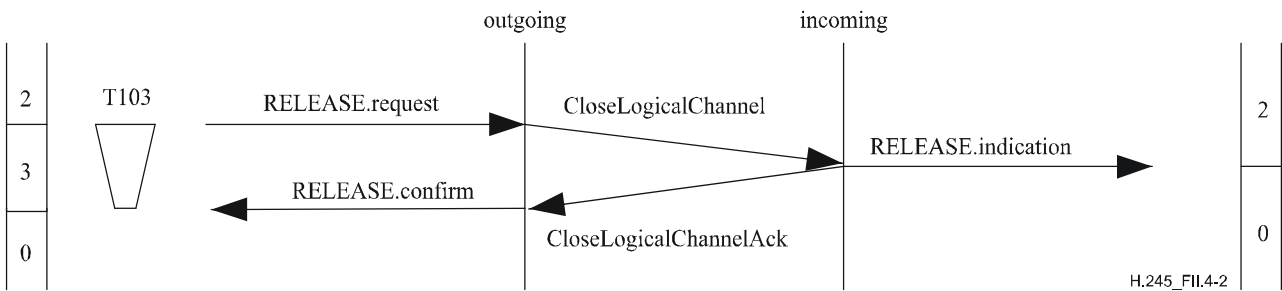 outgoing incoming
2 T103 RELEASE.request CloseLogicalChannel 2
3 RELEASE.indication
RELEASE.confirm
0 CloseLogicalChannelAck 0
H.245_FII.4-2